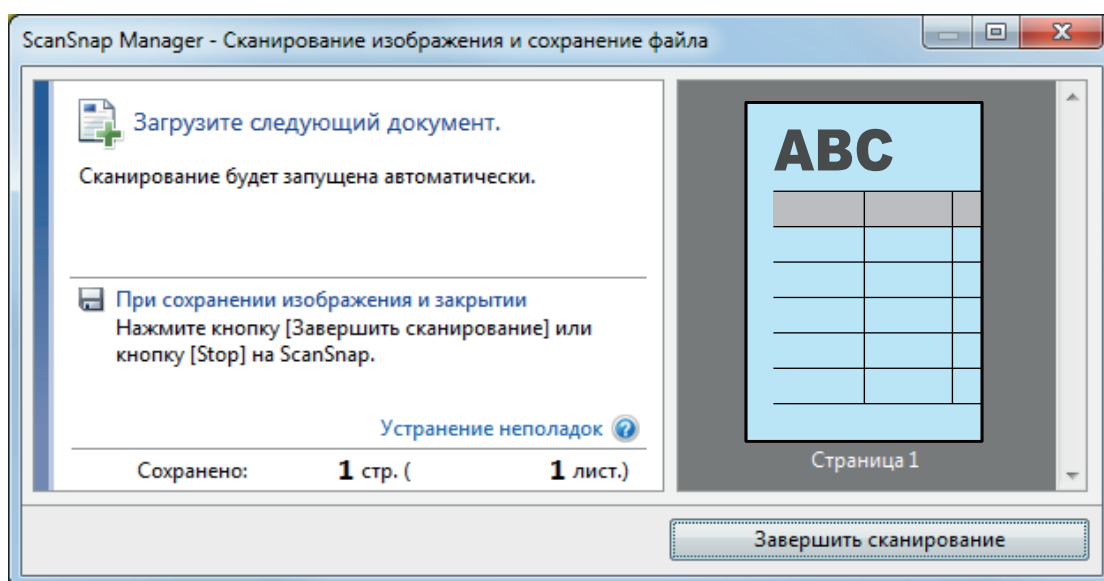 ScanSnap Manager - Сканирование изображения и сохранение файла
Загрузите следующий документ.
Сканирование будет запущена автоматически.
При сохранении изображения и закрытии
Нажмите кнопку [Завершить сканирование] или
кнопку [Stop] на ScanSnap.
Устранение неполадок
Сохранено: 1 стр. ( 1 лист.)
ABC
Страница 1
Завершить сканирование